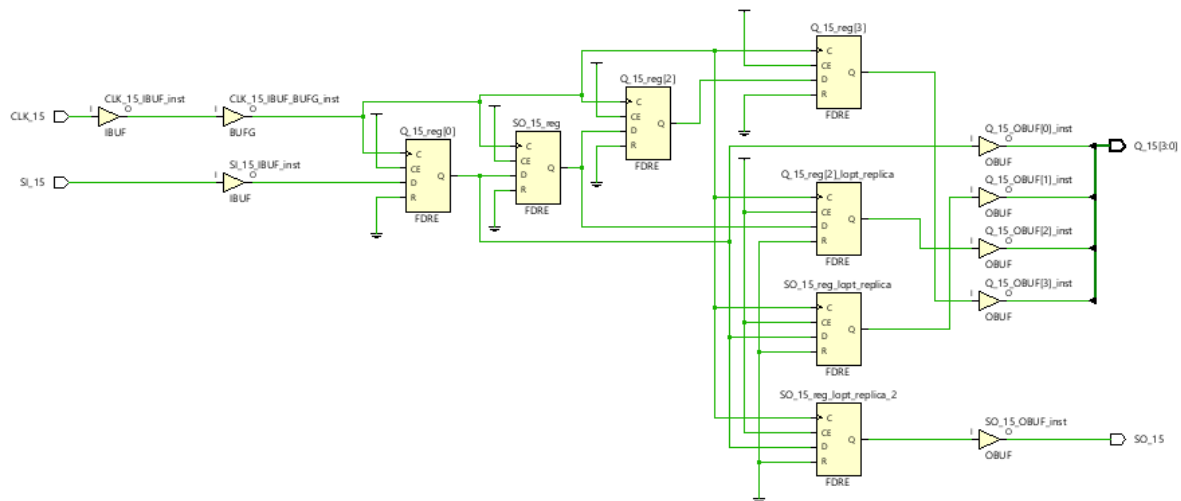 CLK_15
I
CLK_15_IBUF_inst
O
IBUF
I
CLK_15_IBUF_BUFG_inst
O
BUFG
SI_15
I
SI_15_IBUF_inst
O
IBUF
Q_15_reg[0]
C
CE
D
R
Q
FDRE
SO_15_reg
C
CE
D
R
Q
FDRE
Q_15_reg[2]
C
CE
D
R
Q
FDRE
Q_15_reg[3]
C
CE
D
R
Q
FDRE
Q_15_reg[2]_lopt_replica
C
CE
D
R
Q
FDRE
SO_15_reg_lopt_replica
C
CE
D
R
Q
FDRE
SO_15_reg_lopt_replica_2
C
CE
D
R
Q
FDRE
Q_15_OBUF[0]_inst
I
O
OBUF
Q_15_OBUF[1]_inst
I
O
OBUF
Q_15_OBUF[2]_inst
I
O
OBUF
Q_15_OBUF[3]_inst
I
O
OBUF
Q_15[3:0]
SO_15_OBUF_inst
I
O
OBUF
SO_15